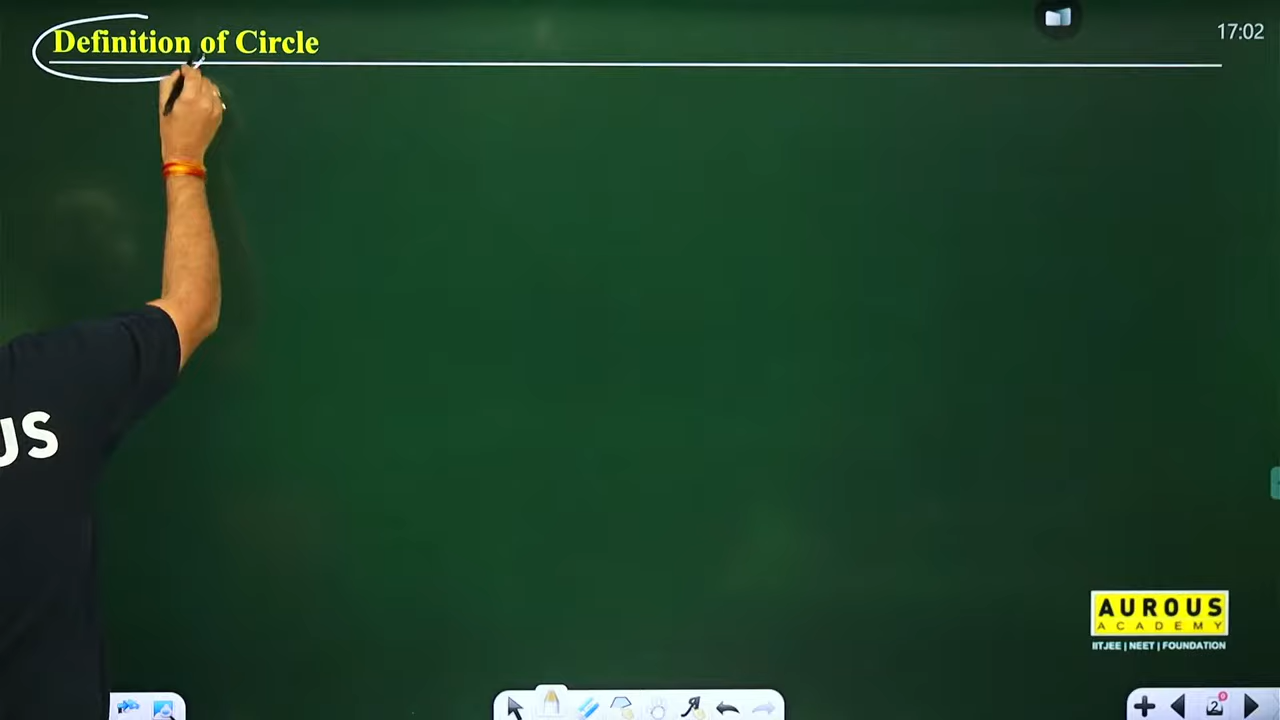 Definition of Circle
17:02
US
AUROUS
ACADEMY
IITJEE | NEET | FOUNDATION
2